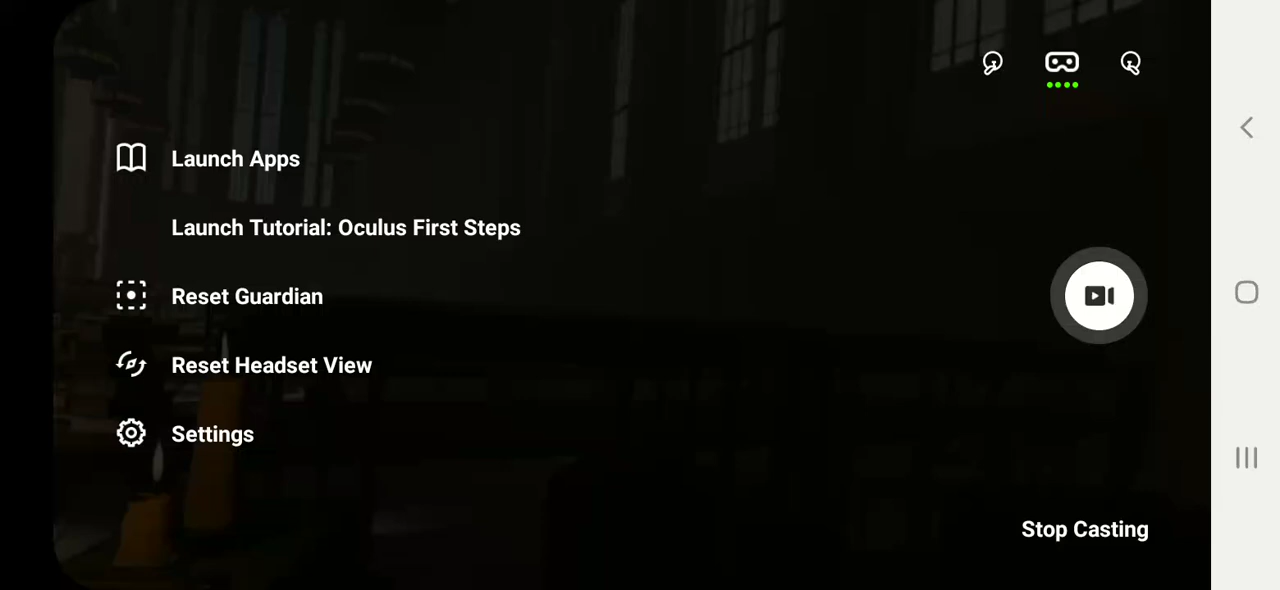 Launch Apps
Launch Tutorial: Oculus First Steps
Reset Guardian
Reset Headset View
Settings
Stop Casting